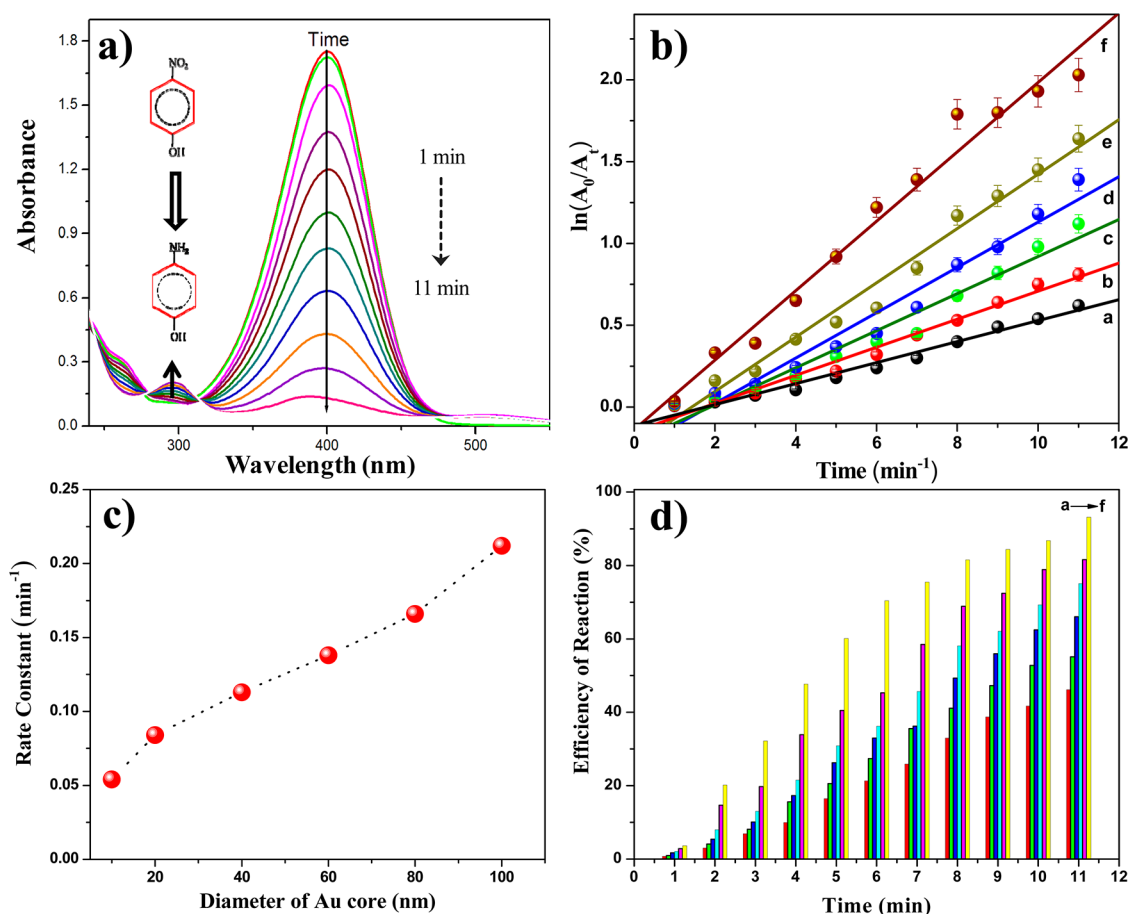 a)
Time
NO₂
OH
NH₂
OH
1 min
11 min
Absorbance
1.8
1.5
1.2
0.9
0.6
0.3
0.0
300
400
500
Wavelength (nm)
b)
f
e
d
c
b
a
ln(A₀/Aₜ)
2.0
1.5
1.0
0.5
0.0
0
2
4
6
8
10
12
Time (min⁻¹)
c)
Rate Constant (min⁻¹)
0.25
0.20
0.15
0.10
0.05
0.00
20
40
60
80
100
Diameter of Au core (nm)
d)
a f
Efficiency of Reaction (%)
100
80
60
40
20
0
1
2
3
4
5
6
7
8
9
10
11
Time (min)